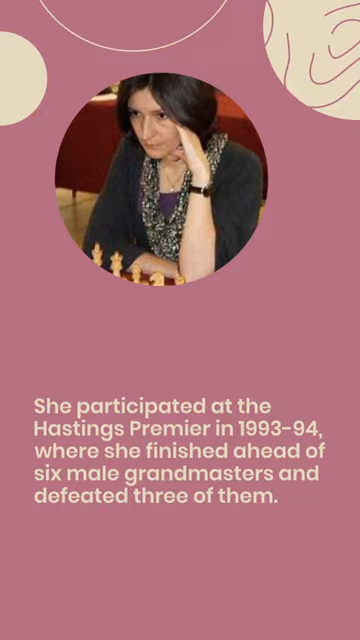 She participated at the
Hastings Premier in 1993-94,
where she finished ahead of
six male grandmasters and
defeated three of them.